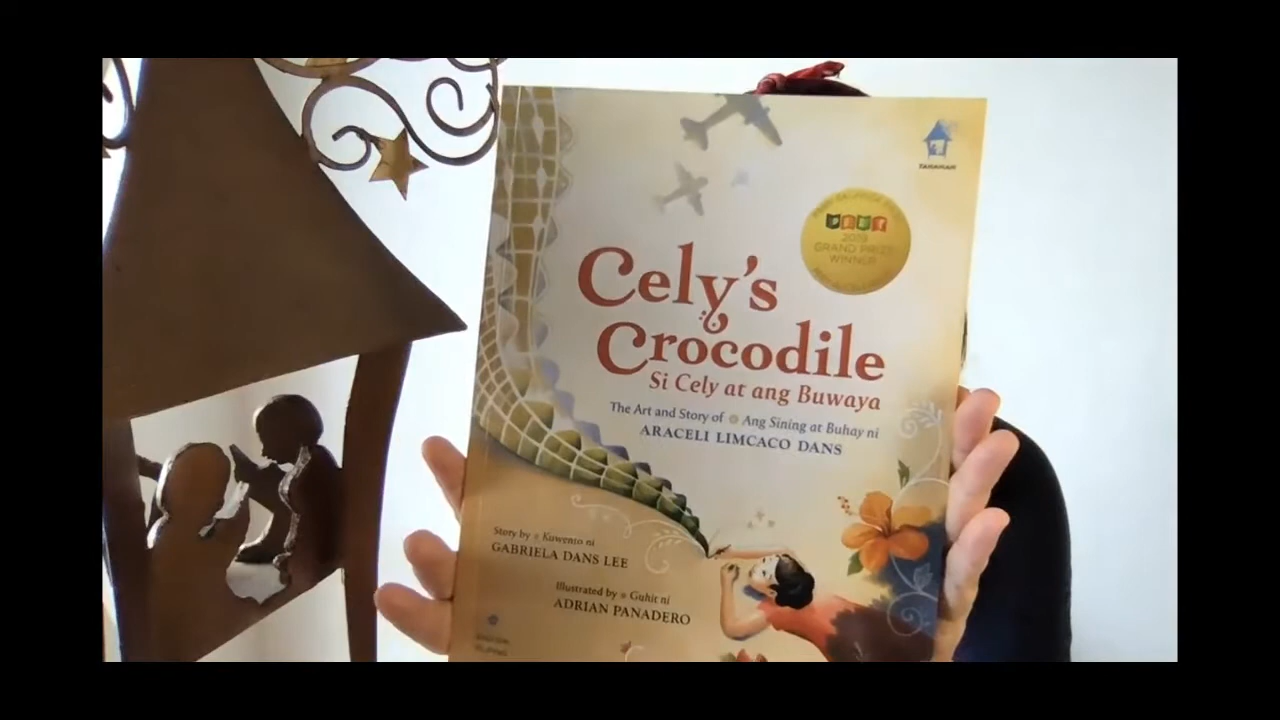 TAHANAN
2019
GRAND PRIZE
WINNER
Cely's
Crocodile
Si Cely at ang Buwaya
The Art and Story of Ang Sining at Buhay ni
ARACELI LIMCACO DANS
Story by Kuwento ni
GABRIELA DANS LEE
Illustrated by Guhit ni
ADRIAN PANADERO